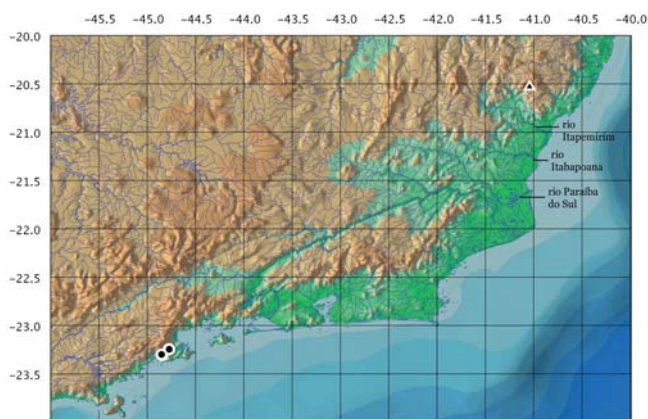 −45.5 −45.0 −44.5 −44.0 −43.5 −43.0 −42.5 −42.0 −41.5 −41.0 −40.5 −40.0
−20.0
−20.5
−21.0
rio
Itapemirim
rio
Itabapoana
−21.5
rio Paraíba
do Sul
−22.0
−22.5
−23.0
−23.5